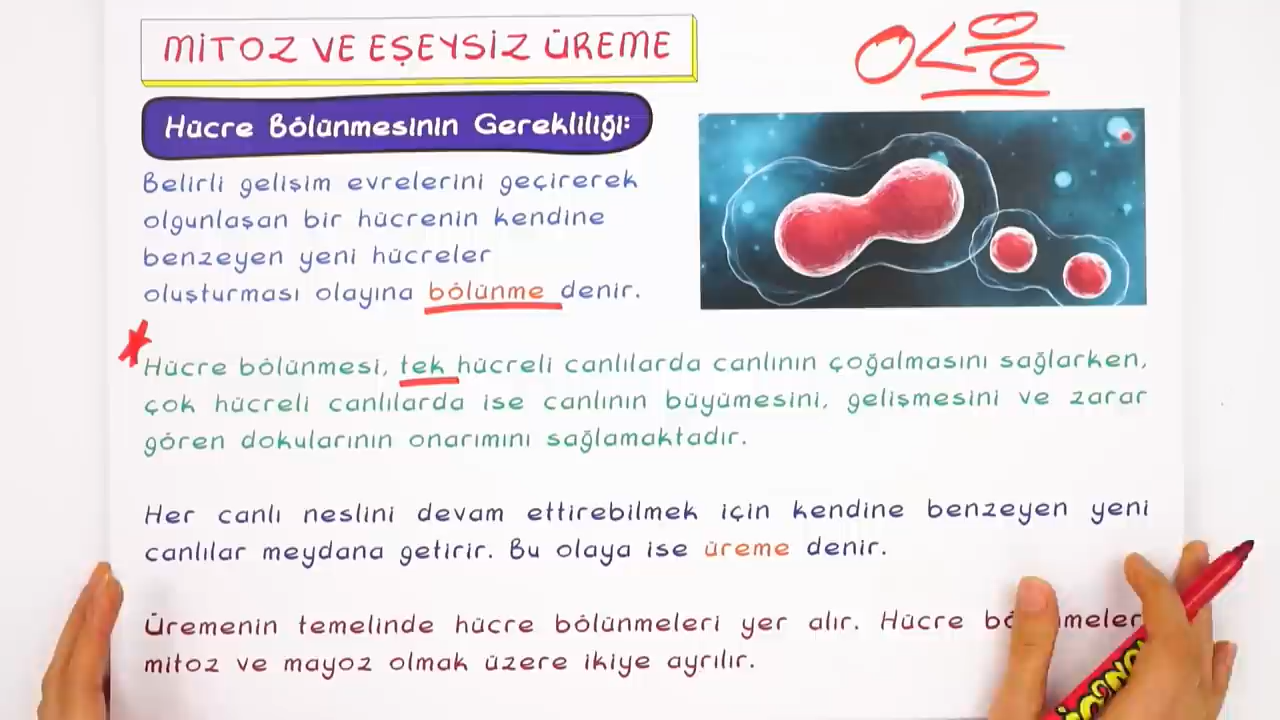 MİTOZ VE EŞEYSİZ ÜREME
Hücre Bölünmesinin Gerekliliği:
Belirli gelişim evrelerini geçirerek
olgunlaşan bir hücrenin kendine
benzeyen yeni hücreler
oluşturması olayına bölünme denir.
Hücre bölünmesi, tek hücreli canlılarda canlının çoğalmasını sağlarken,
çok hücreli canlılarda ise canlının büyümesini, gelişmesini ve zarar
gören dokularının onarımını sağlamaktadır.
Her canlı neslini devam ettirebilmek için kendine benzeyen yeni
canlılar meydana getirir. Bu olaya ise üreme denir.
Üremenin temelinde hücre bölünmeleri yer alır. Hücre
mitoz ve mayoz olmak üzere ikiye ayrılır.